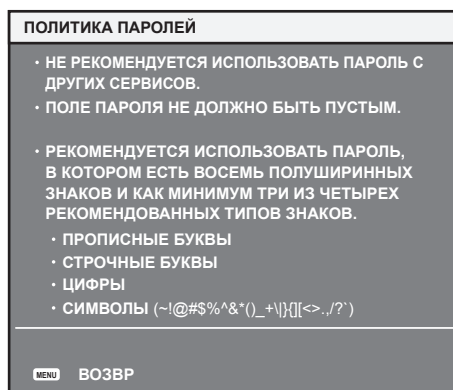 ПОЛИТИКА ПАРОЛЕЙ
· НЕ РЕКОМЕНДУЕТСЯ ИСПОЛЬЗОВАТЬ ПАРОЛЬ С
ДРУГИХ СЕРВИСОВ.
· ПОЛЕ ПАРОЛЯ НЕ ДОЛЖНО БЫТЬ ПУСТЫМ.
· РЕКОМЕНДУЕТСЯ ИСПОЛЬЗОВАТЬ ПАРОЛЬ,
В КОТОРОМ ЕСТЬ ВОСЕМЬ ПОЛУШИРИННЫХ
ЗНАКОВ И КАК МИНИМУМ ТРИ ИЗ ЧЕТЫРЕХ
РЕКОМЕНДОВАННЫХ ТИПОВ ЗНАКОВ.
· ПРОПИСНЫЕ БУКВЫ
· СТРОЧНЫЕ БУКВЫ
· ЦИФРЫ
· СИМВОЛЫ (~!@#$%^&*()_+\|}{][<>.,/?`)
MENU ВОЗВР